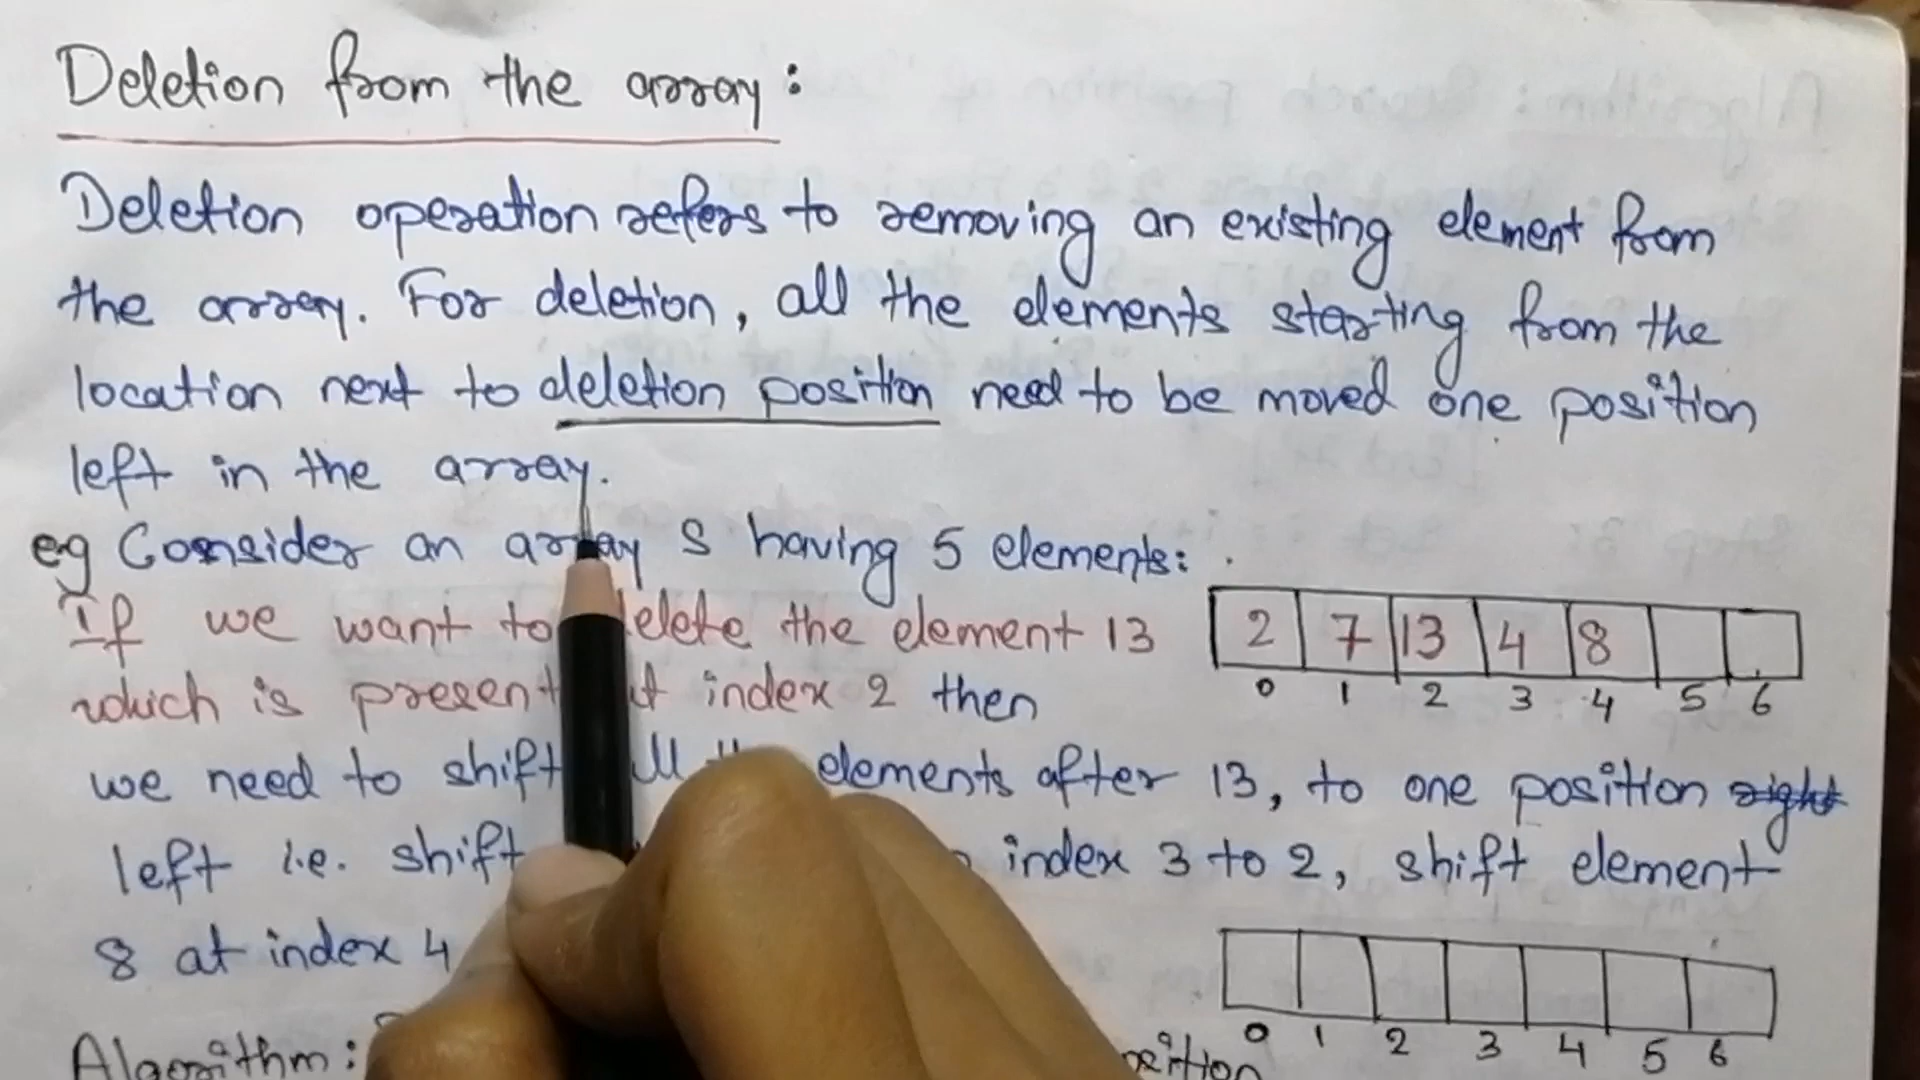 Deletion from the array:
Deletion operation refers to removing an existing element from
the array. For deletion, all the elements starting from the
location next to deletion position need to be moved one position
left in the array.
eg Consider an array S having 5 elements:
If we want to delete the element 13
which is present at index 2 then
2 7 13 4 8
0 1 2 3 4 5 6
we need to shift all the elements after 13, to one position right
left i.e. shift index 3 to 2, shift element
8 at index 4
0 1 2 3 4 5 6
Algorithm: